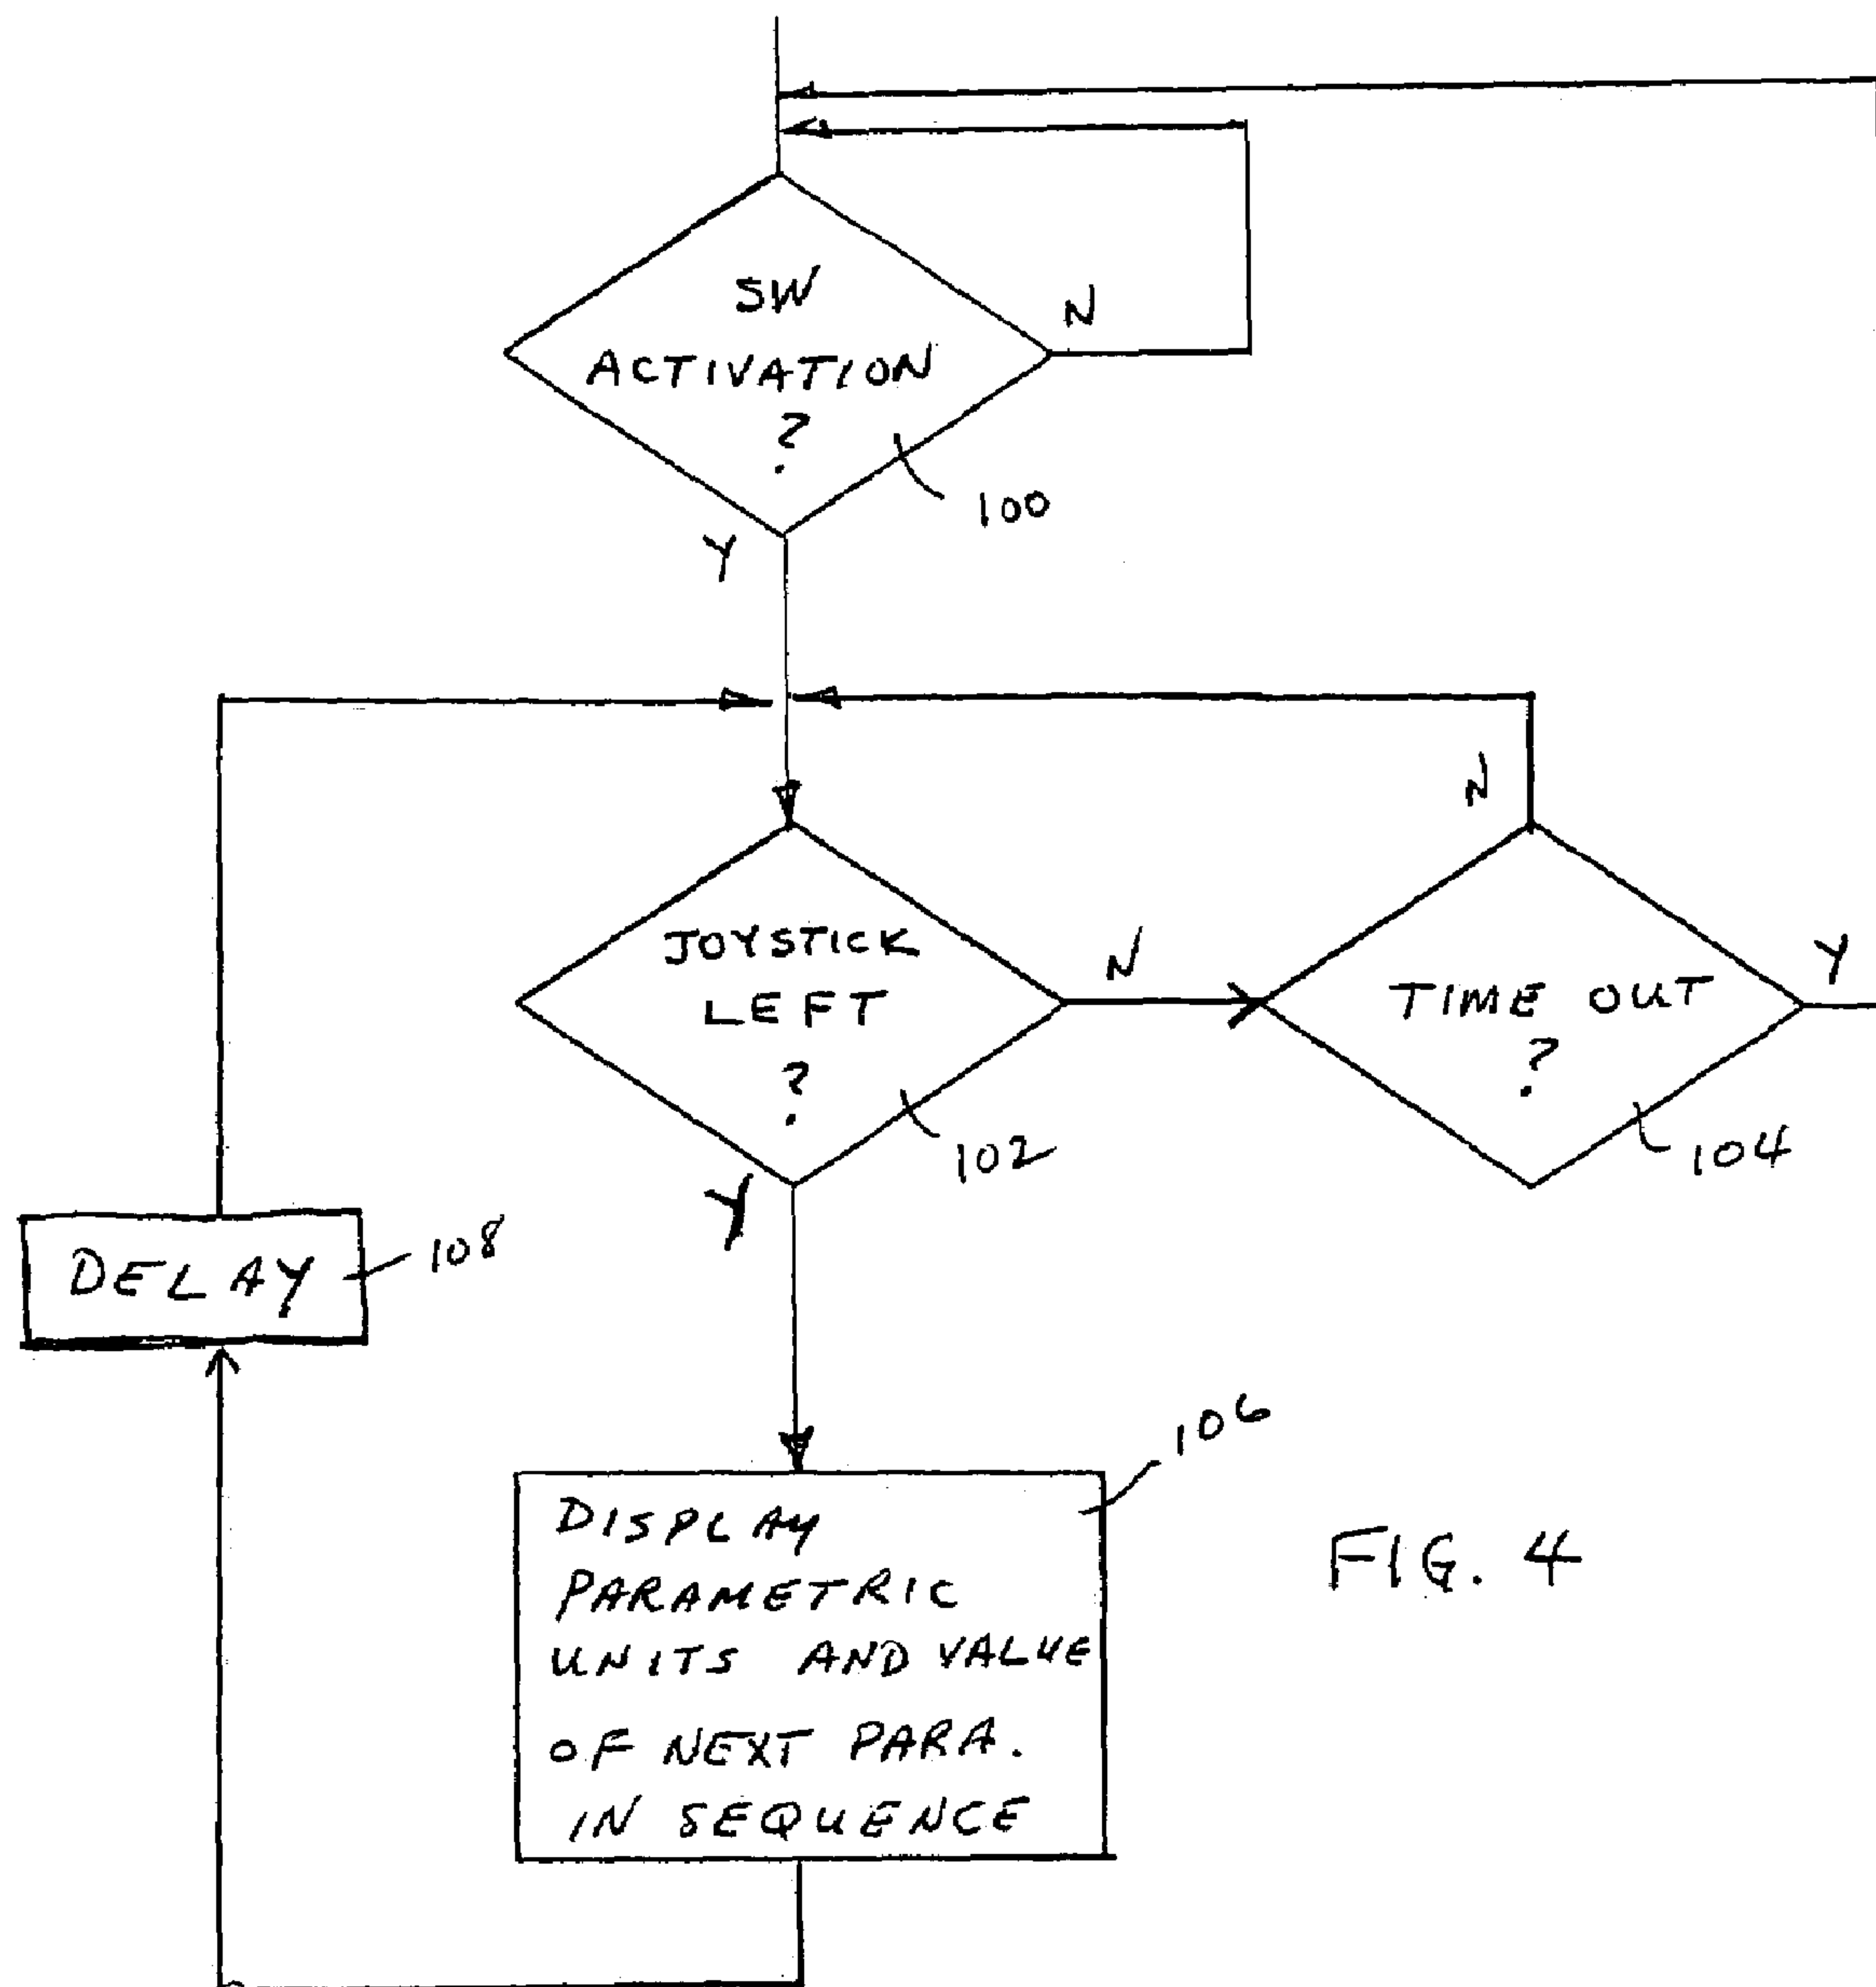 SW
ACTIVATION
?
N
100
Y
N
JOYSTICK
LEFT
?
N
102
Y
TIME OUT
?
Y
104
DELAY
108
106
DISPLAY
PARAMETRIC
UNITS AND VALUE
OF NEXT PARA.
IN SEQUENCE
FIG. 4